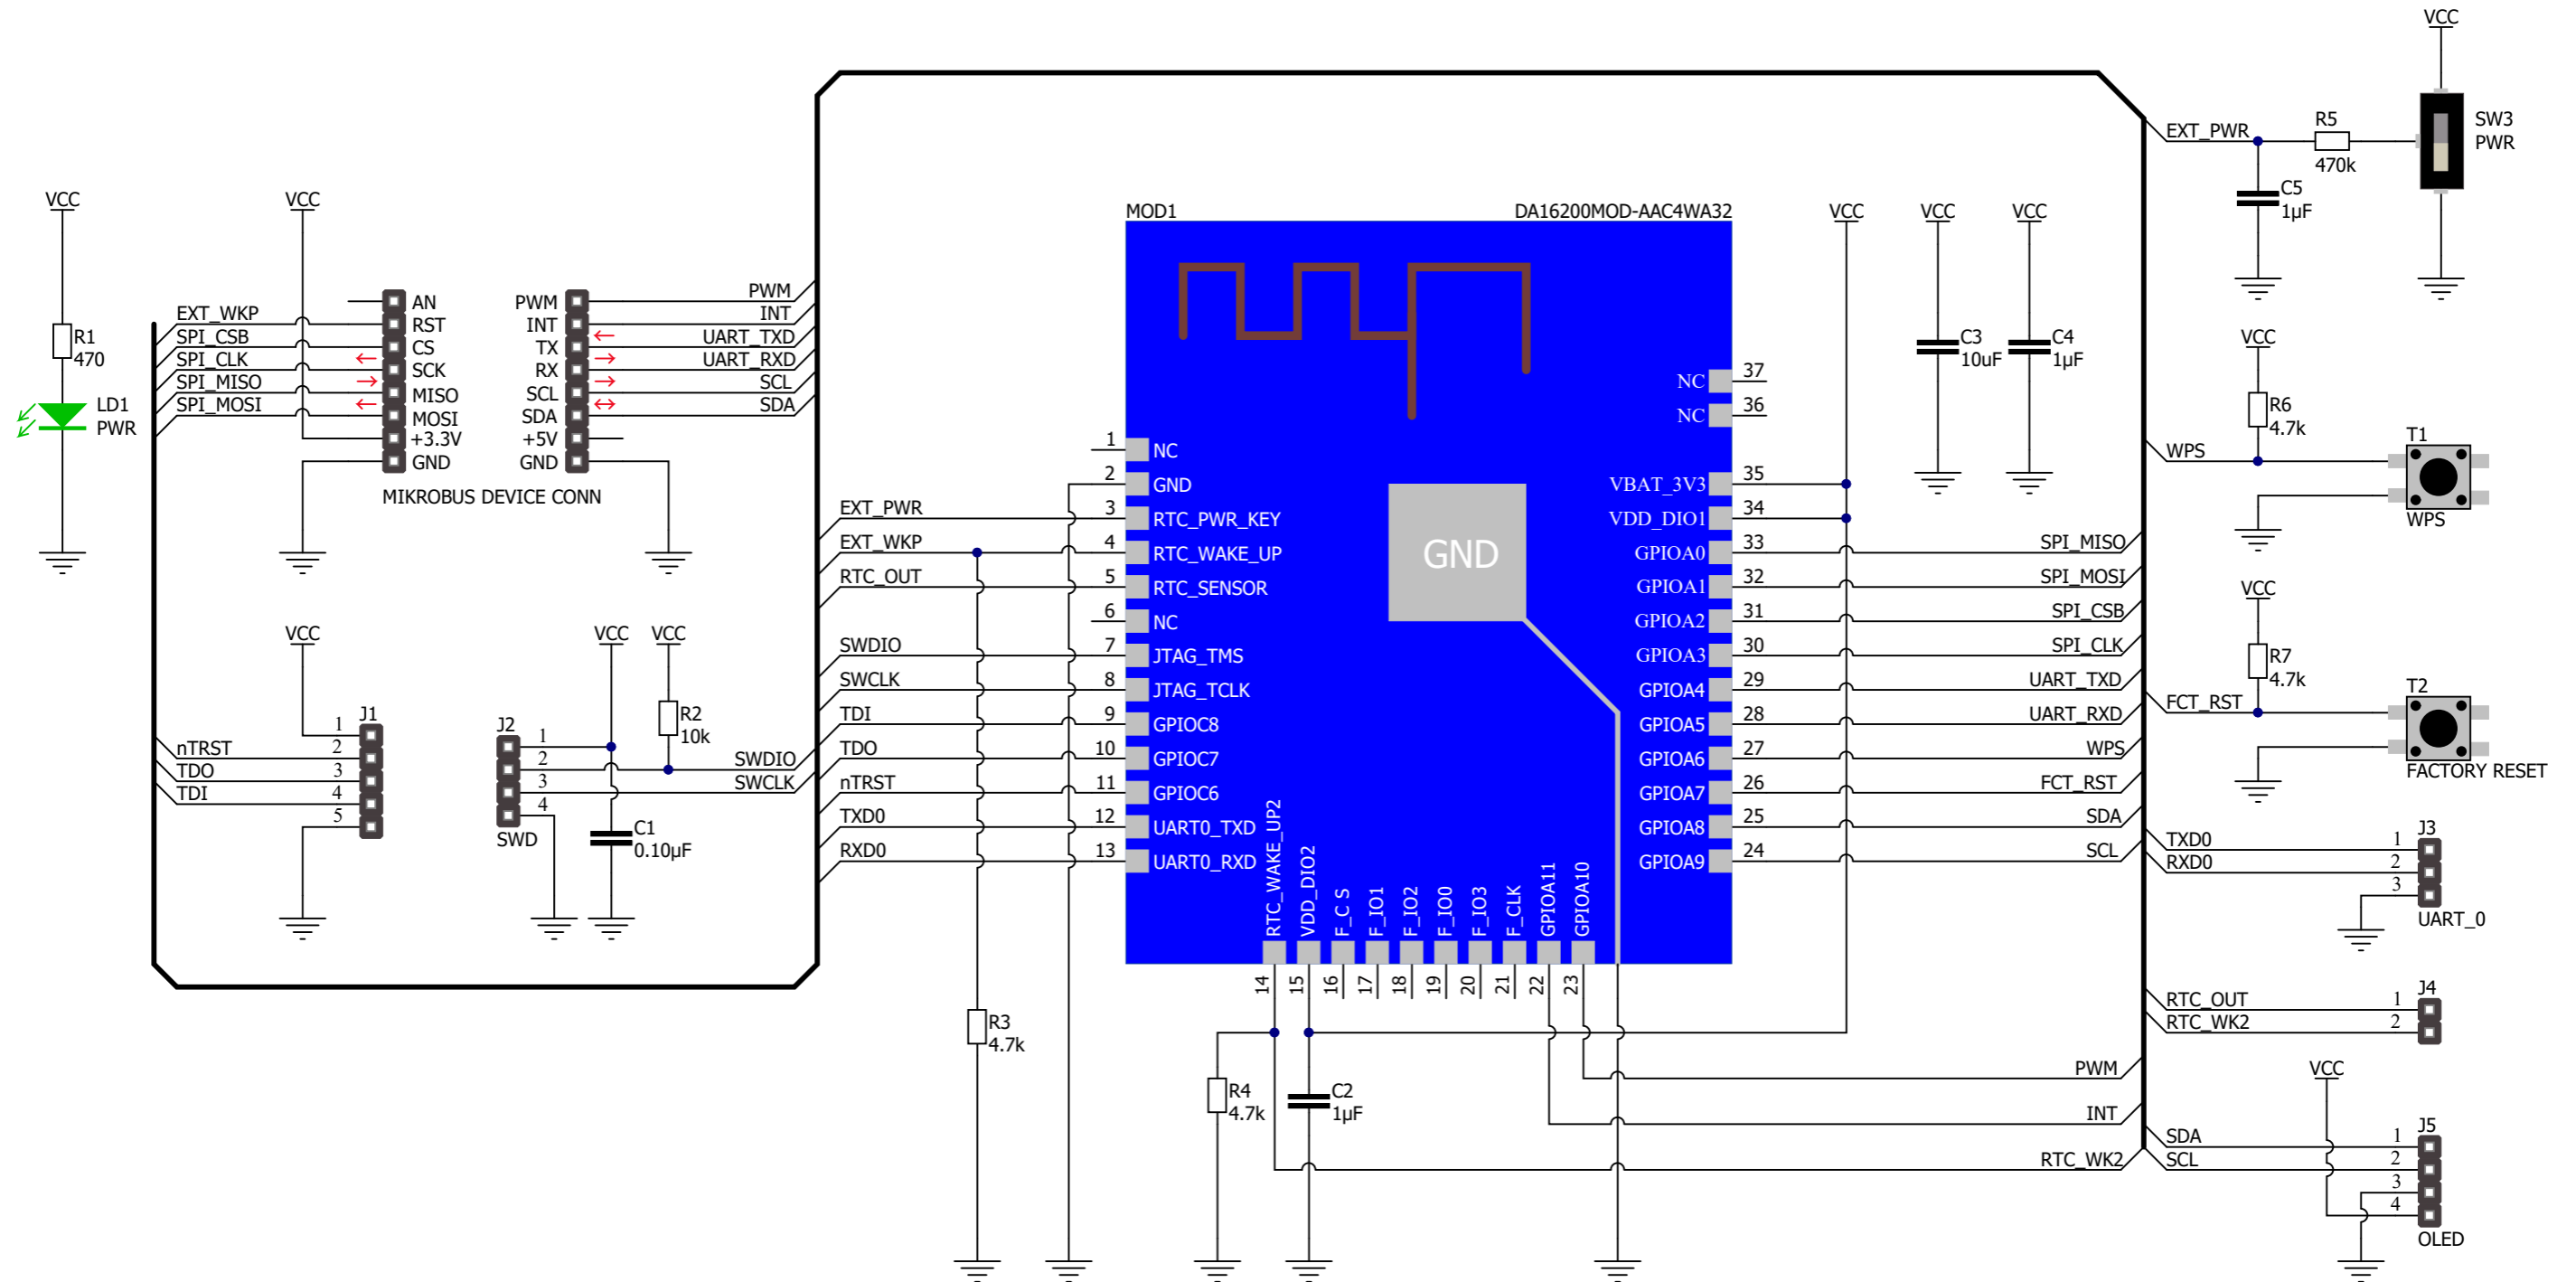 VCC
R1
470
LD1
PWR
VCC
EXT_WKP
SPI_CSB
SPI_CLK
SPI_MISO
SPI_MOSI
AN
RST
CS
SCK
MISO
MOSI
+3.3V
GND
PWM
INT
TX
RX
SCL
SDA
+5V
GND
PWM
INT
UART_TXD
UART_RXD
SCL
SDA
MIKROBUS DEVICE CONN
VCC
J1
1
2
3
4
5
nTRST
TDO
TDI
VCC
VCC
R2
10k
J2
1
2
3
4
SWD
SWDIO
SWCLK
C1
0.10µF
EXT_PWR
EXT_WKP
RTC_OUT
SWDIO
SWCLK
TDI
TDO
nTRST
TXD0
RXD0
R3
4.7k
MOD1
DA16200MOD-AAC4WA32
1 NC
2 GND
3 RTC_PWR_KEY
4 RTC_WAKE_UP
5 RTC_SENSOR
6 NC
7 JTAG_TMS
8 JTAG_TCLK
9 GPIOC8
10 GPIOC7
11 GPIOC6
12 UART0_TXD
13 UART0_RXD
GND
RTC_WAKE_UP2 14
VDD_DIO2 15
F_C S 16
F_IO1 17
F_IO2 18
F_IO0 19
F_IO3 20
F_CLK 21
GPIOA11 22
GPIOA10 23
NC 37
NC 36
VBAT_3V3 35
VDD_DIO1 34
GPIOA0 33
GPIOA1 32
GPIOA2 31
GPIOA3 30
GPIOA4 29
GPIOA5 28
GPIOA6 27
GPIOA7 26
GPIOA8 25
GPIOA9 24
R4
4.7k
C2
1µF
VCC
VCC
VCC
C3
10uF
C4
1µF
SPI_MISO
SPI_MOSI
SPI_CSB
SPI_CLK
UART_TXD
UART_RXD
WPS
FCT_RST
SDA
SCL
PWM
INT
RTC_WK2
VCC
EXT_PWR
R5
470k
SW3
PWR
C5
1µF
VCC
R6
4.7k
WPS
T1
WPS
VCC
R7
4.7k
FCT_RST
T2
FACTORY RESET
TXD0
RXD0
J3
1
2
3
UART_0
RTC_OUT
RTC_WK2
J4
1
2
VCC
SDA
SCL
J5
1
2
3
4
OLED